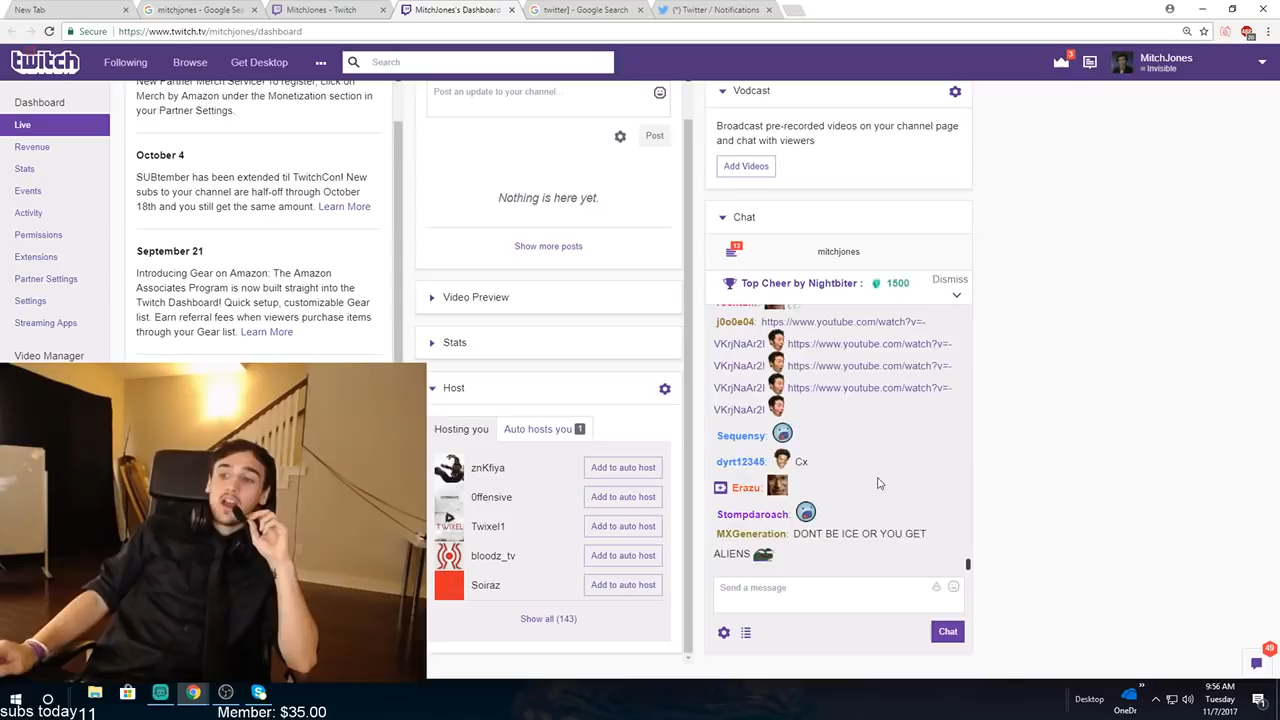 New Tab
mitchjones - Google Sea
MitchJones - Twitch
MitchJones's Dashboard
twitter] - Google Search
(*) Twitter / Notifications
Secure
https://www.twitch.tv/mitchjones/dashboard
twitch
Following
Browse
Get Desktop
Search
3
MitchJones
Invisible
Dashboard
Live
Revenue
Stats
Events
Activity
Permissions
Extensions
Partner Settings
Settings
Streaming Apps
Video Manager
New Partner Merch Servicer To register, click on
Merch by Amazon under the Monetization section in
your Partner Settings.
October 4
SUBtember has been extended til TwitchCon! New
subs to your channel are half-off through October
18th and you still get the same amount. Learn More
September 21
Introducing Gear on Amazon: The Amazon
Associates Program is now built straight into the
Twitch Dashboard! Quick setup, customizable Gear
list. Earn referral fees when viewers purchase items
through your Gear list. Learn More
Post an update to your channel...
Post
Nothing is here yet.
Show more posts
Video Preview
Stats
Host
Hosting you
Auto hosts you 1
znKfiya
Add to auto host
0ffensive
Add to auto host
Twixel1
Add to auto host
bloodz_tv
Add to auto host
Soiraz
Add to auto host
Show all (143)
Vodcast
Broadcast pre-recorded videos on your channel page
and chat with viewers
Add Videos
Chat
13
mitchjones
Top Cheer by Nightbiter : 1500
Dismiss
j0o0e04: https://www.youtube.com/watch?v=-
VKrjNaAr2I https://www.youtube.com/watch?v=-
VKrjNaAr2I https://www.youtube.com/watch?v=-
VKrjNaAr2I https://www.youtube.com/watch?v=-
VKrjNaAr2I
Sequensy:
dyrt12345: Cx
Erazu:
Stompdaroach:
MXGeneration: DONT BE ICE OR YOU GET
ALIENS
Send a message
Chat
49
TWIXEL
Desktop
OneDr
9:56 AM
Tuesday
11/7/2017
subs today11
Member: $35.00